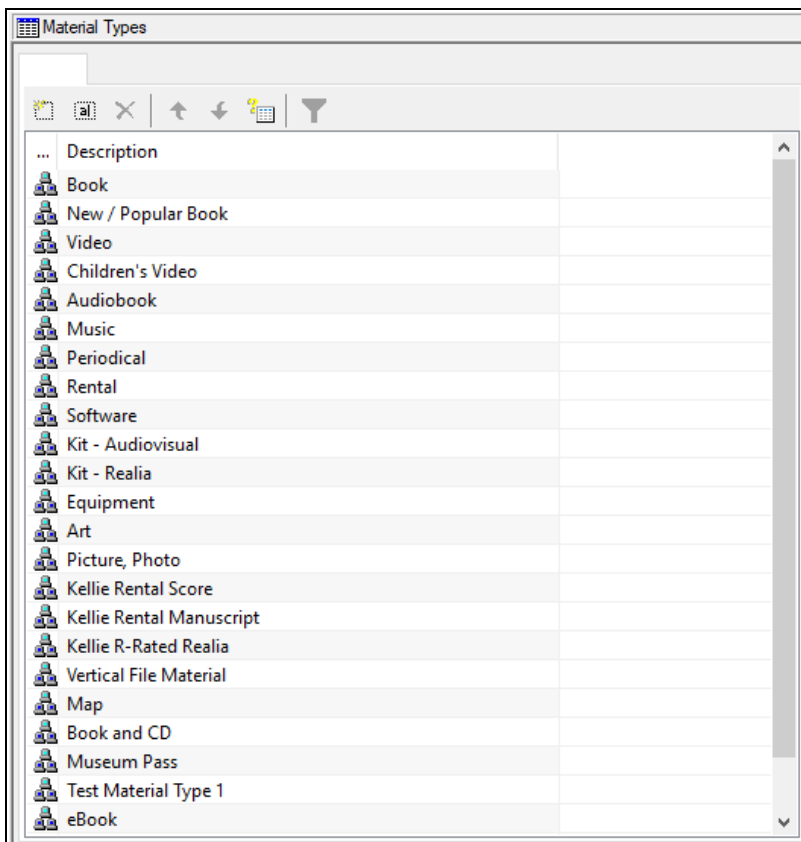 Material Types
... Description
Book
New / Popular Book
Video
Children's Video
Audiobook
Music
Periodical
Rental
Software
Kit - Audiovisual
Kit - Realia
Equipment
Art
Picture, Photo
Kellie Rental Score
Kellie Rental Manuscript
Kellie R-Rated Realia
Vertical File Material
Map
Book and CD
Museum Pass
Test Material Type 1
eBook